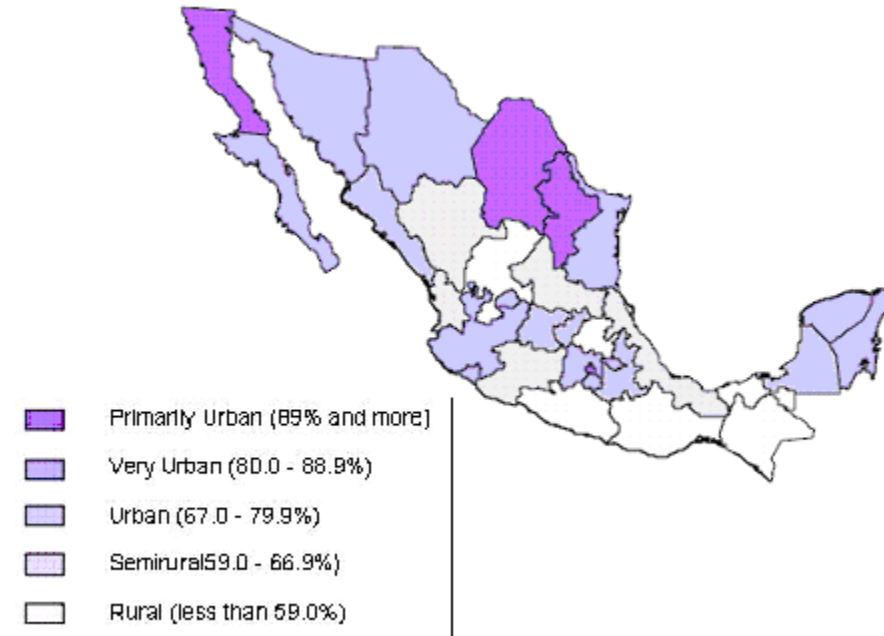 Primarily Urban (89% and more)
Very Urban (80.0 - 88.9%)
Urban (67.0 - 79.9%)
Semirural59.0 - 66.9%)
Rural (less than 59.0%)